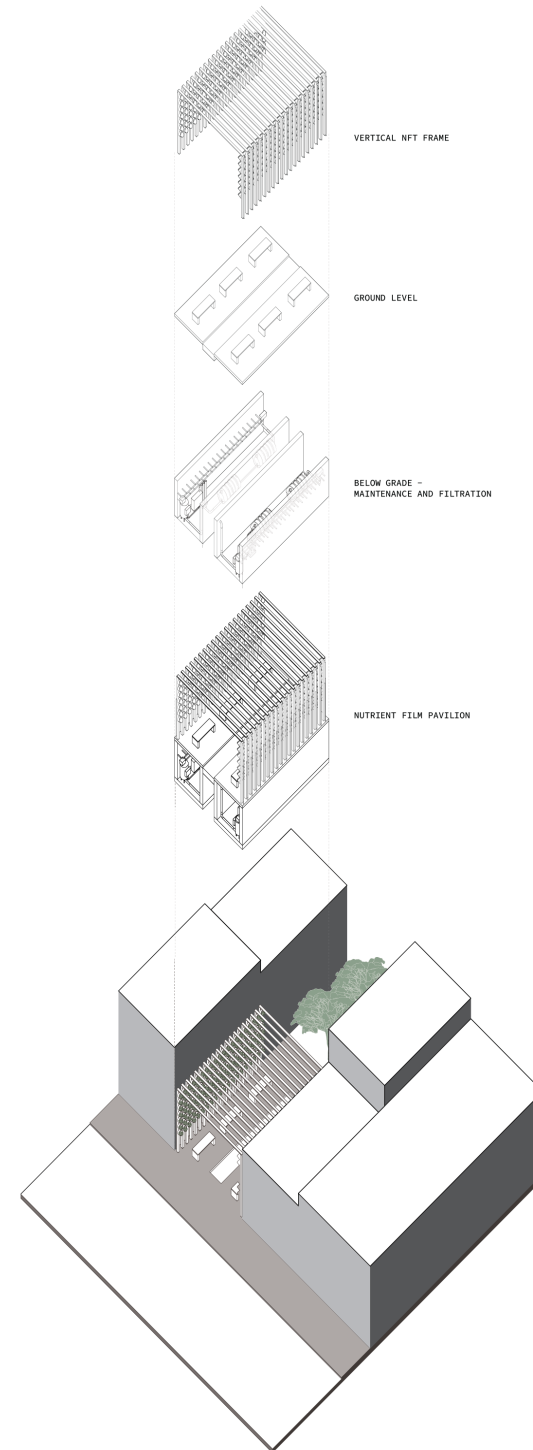 VERTICAL NFT FRAME
GROUND LEVEL
BELOW GRADE –
MAINTENANCE AND FILTRATION
NUTRIENT FILM PAVILION